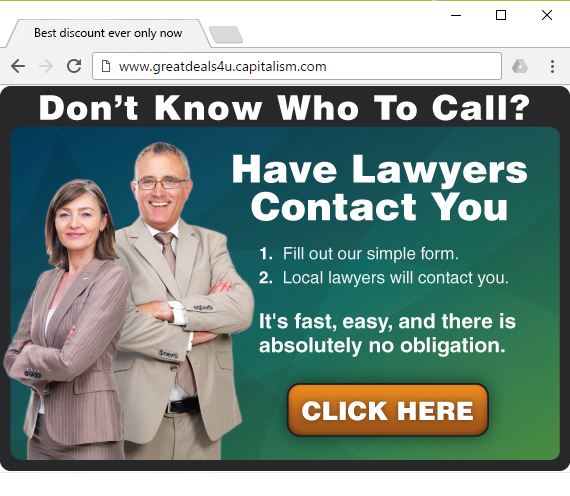 Best discount ever only now
www.greatdeals4u.capitalism.com
Don't Know Who To Call?
Have Lawyers
Contact You
1. Fill out our simple form.
2. Local lawyers will contact you.
It's fast, easy, and there is
absolutely no obligation.
CLICK HERE